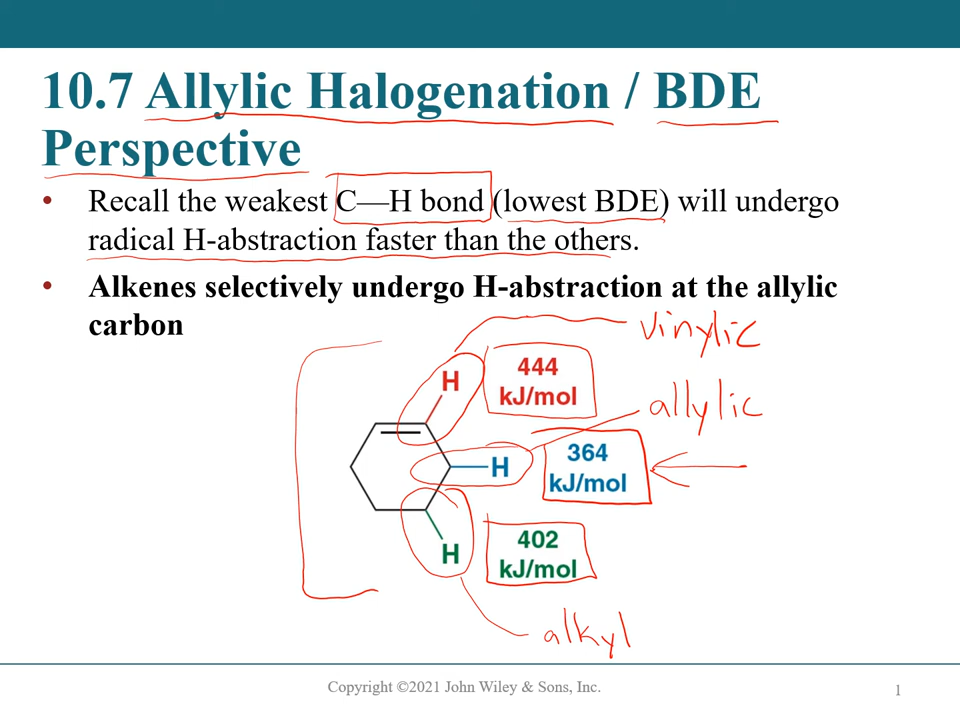 10.7 Allylic Halogenation / BDE
Perspective
• Recall the weakest C—H bond (lowest BDE) will undergo
radical H-abstraction faster than the others.
• Alkenes selectively undergo H-abstraction at the allylic
carbon
vinylic
H
444
kJ/mol
allylic
H
364
kJ/mol
H
402
kJ/mol
alkyl
Copyright ©2021 John Wiley & Sons, Inc.
1